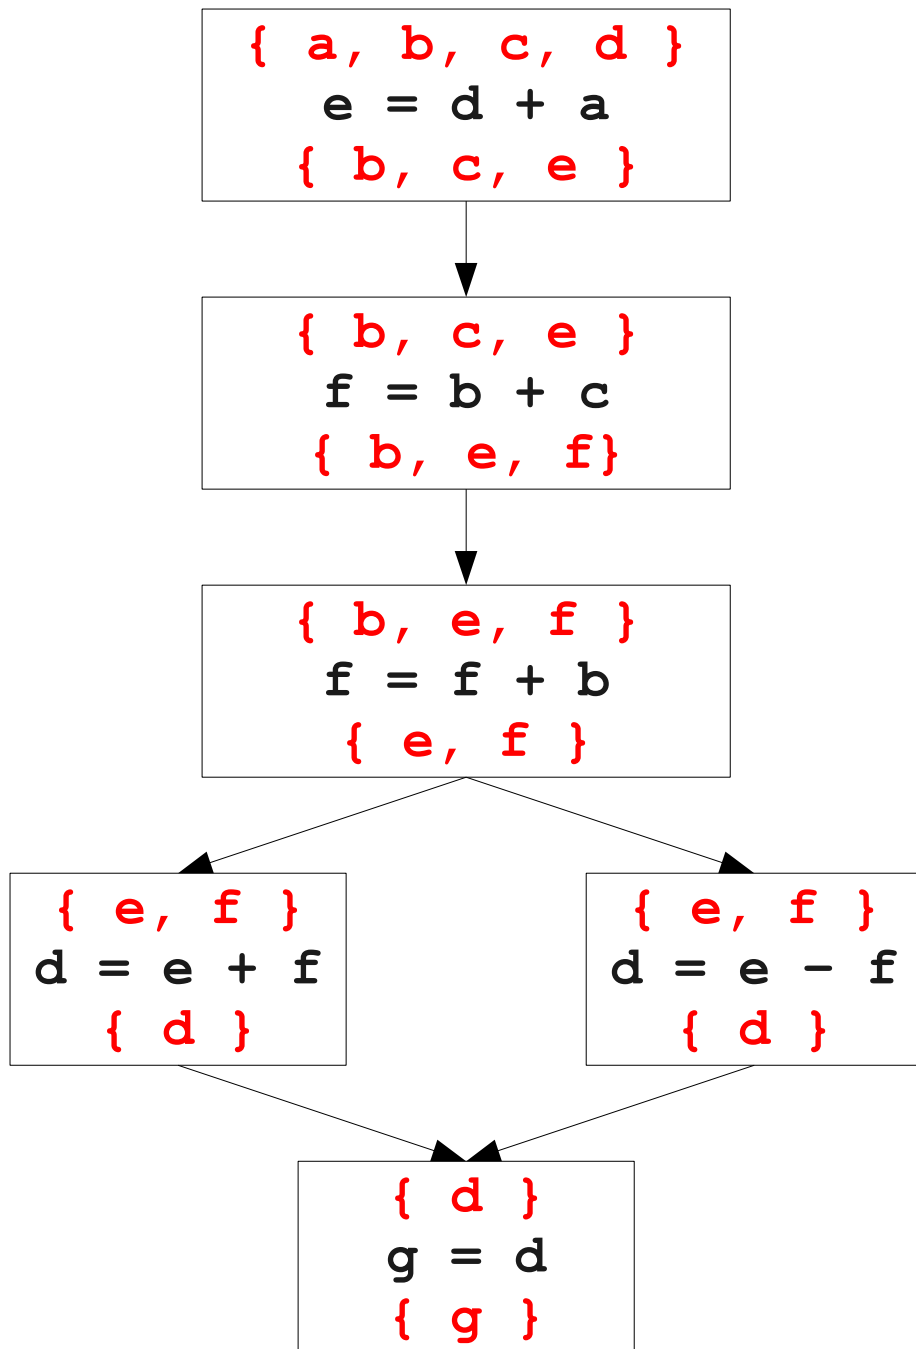 { a, b, c, d }
e = d + a
{ b, c, e }
{ b, c, e }
f = b + c
{ b, e, f}
{ b, e, f }
f = f + b
{ e, f }
{ e, f }
d = e + f
{ d }
{ e, f }
d = e - f
{ d }
{ d }
g = d
{ g }